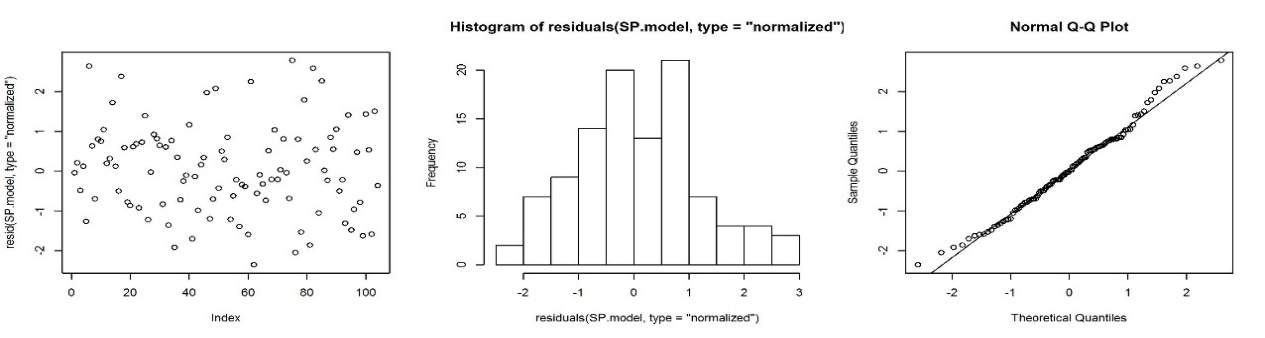 resid(SP.model, type = "normalized")
2
1
0
-1
-2
0 20 40 60 80 100
Index
Histogram of residuals(SP.model, type = "normalized")
Frequency
20
15
10
5
0
-2 -1 0 1 2 3
residuals(SP.model, type = "normalized")
Normal Q-Q Plot
Sample Quantiles
2
1
0
-1
-2
-2 -1 0 1 2
Theoretical Quantiles